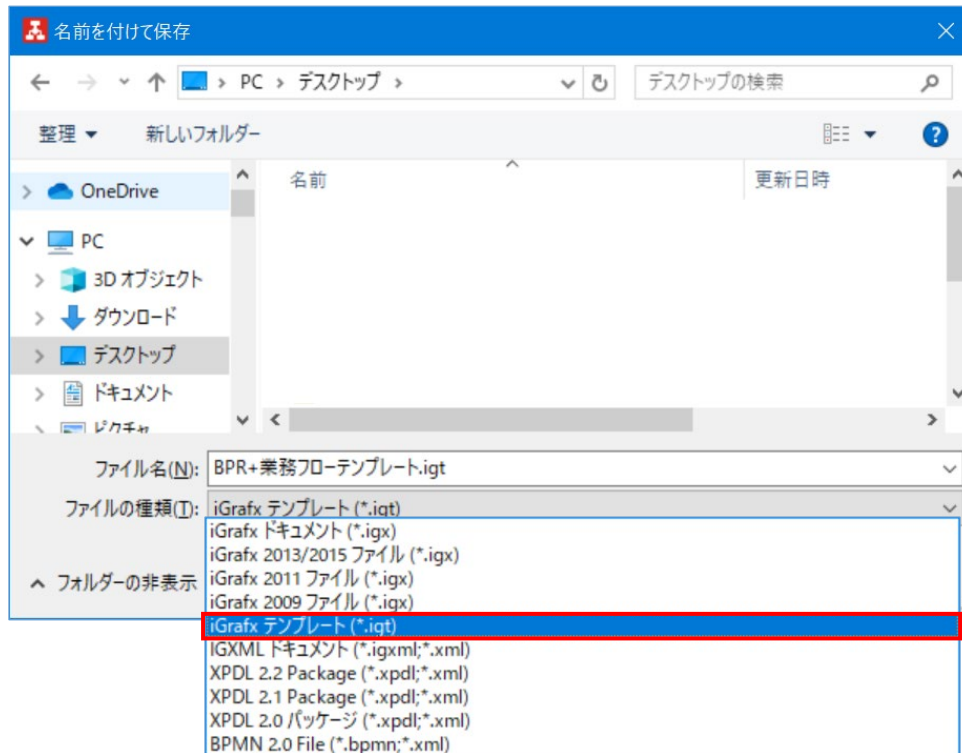 名前を付けて保存
PC > デスクトップ >
デスクトップの検索
整理
新しいフォルダー
OneDrive
名前
更新日時
PC
3D オブジェクト
ダウンロード
デスクトップ
ドキュメント
ピクチャ
ファイル名(N): BPR+業務フローテンプレート.igt
ファイルの種類(T): iGrafx テンプレート (*.igt)
iGrafx ドキュメント (*.igx)
iGrafx 2013/2015 ファイル (*.igx)
iGrafx 2011 ファイル (*.igx)
フォルダーの非表示
iGrafx 2009 ファイル (*.igx)
iGrafx テンプレート (*.igt)
IGXML ドキュメント (*.igxml;*.xml)
XPDL 2.2 Package (*.xpdl;*.xml)
XPDL 2.1 Package (*.xpdl;*.xml)
XPDL 2.0 パッケージ (*.xpdl;*.xml)
BPMN 2.0 File (*.bpmn;*.xml)